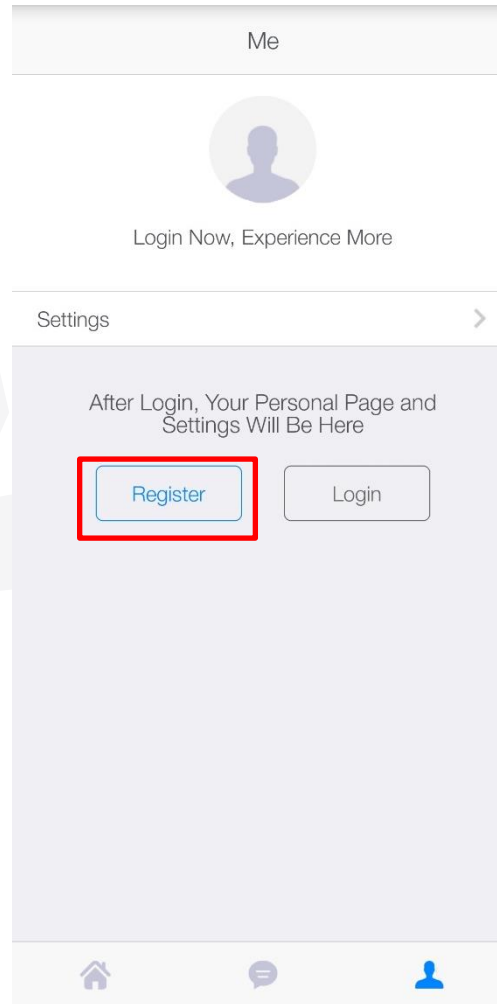 Me
Login Now, Experience More
Settings
After Login, Your Personal Page and
Settings Will Be Here
Register
Login